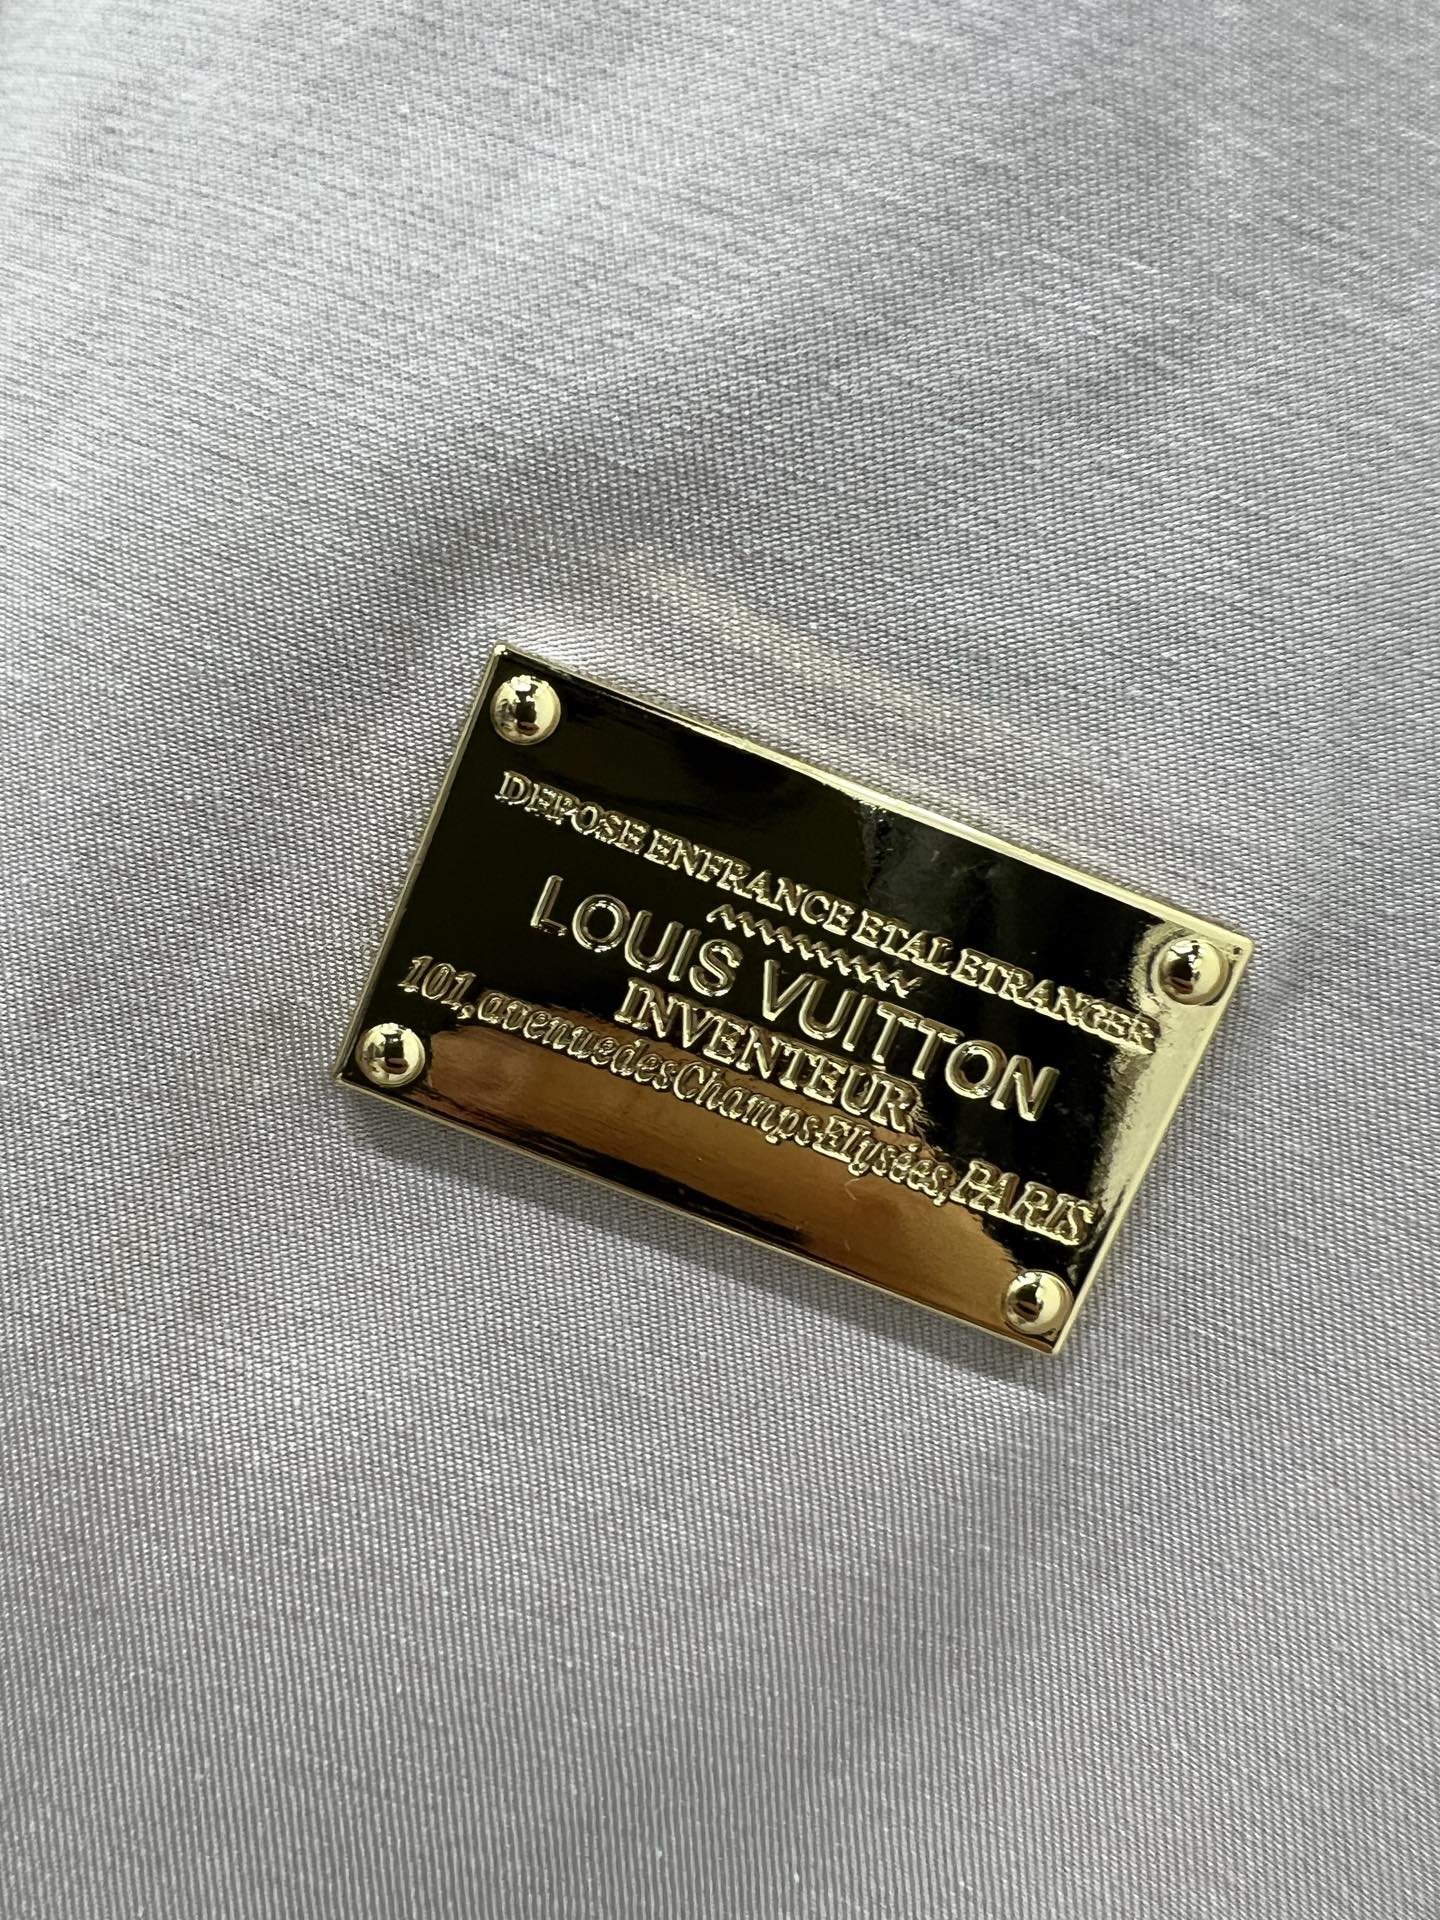 DEPOSE ENFRANCE ETAL ETRANGER
LOUIS VUITTON
INVENTEUR
101, avenuedesChampsElysées, PARIS